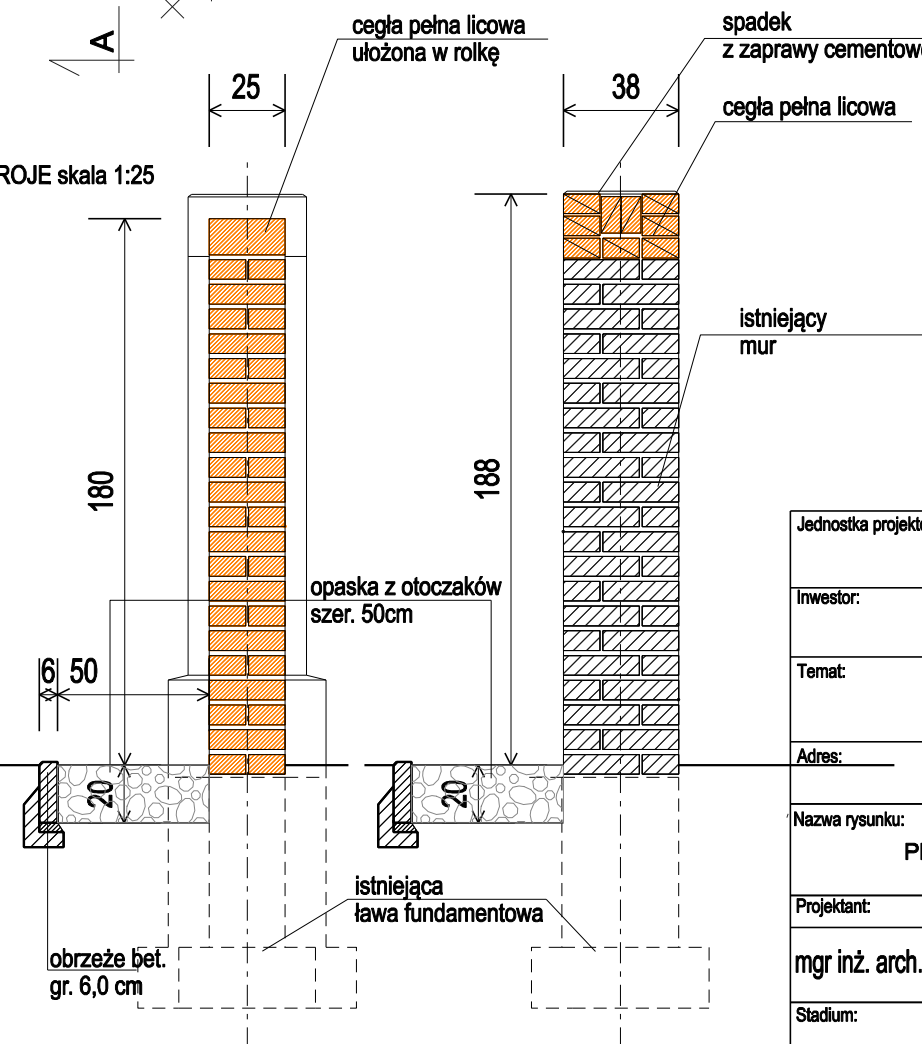 A
cegła pełna licowa
ułożona w rolkę
spadek
z zaprawy cementowe
25
38
cegła pełna licowa
ROJE skala 1:25
istniejący
mur
180
188
Jednostka projekto
opaska z otoczaków
szer. 50cm
Inwestor:
6 50
Temat:
Adres:
20
20
Nazwa rysunku:
istniejąca
ława fundamentowa
Projektant:
obrzeże bet.
gr. 6,0 cm
mgr inż. arch.
Stadium: